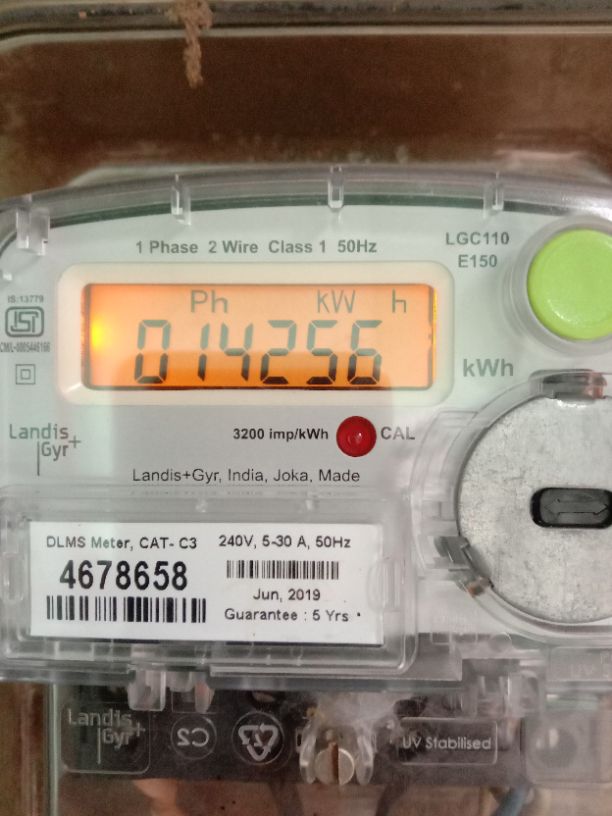 1 Phase 2 Wire Class 1 50Hz
LGC110
E150
IS:13779
ISI
Ph kW h
014256
kWh
Landis
Gyr+
3200 imp/kWh CAL
Landis+Gyr, India, Joka, Made
DLMS Meter, CAT- C3
240V, 5-30 A, 50Hz
4678658
Jun, 2019
Guarantee : 5 Yrs
Landis
Gyr+
C2
UV Stabilised